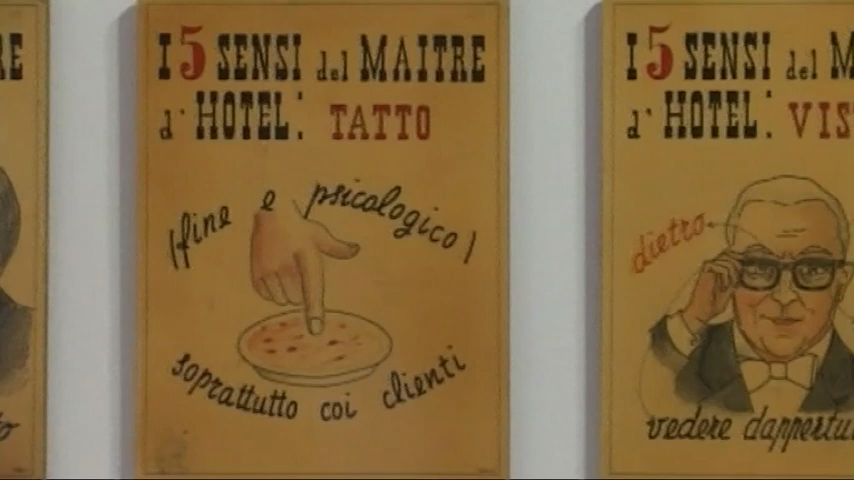 RE
to
I 5 SENSI del MAITRE
d' HOTEL: TATTO
(fine e psicologico)
soprattutto coi clienti
I 5 SENSI del M
d' HOTEL: VIS
dietro
vedere dappertu